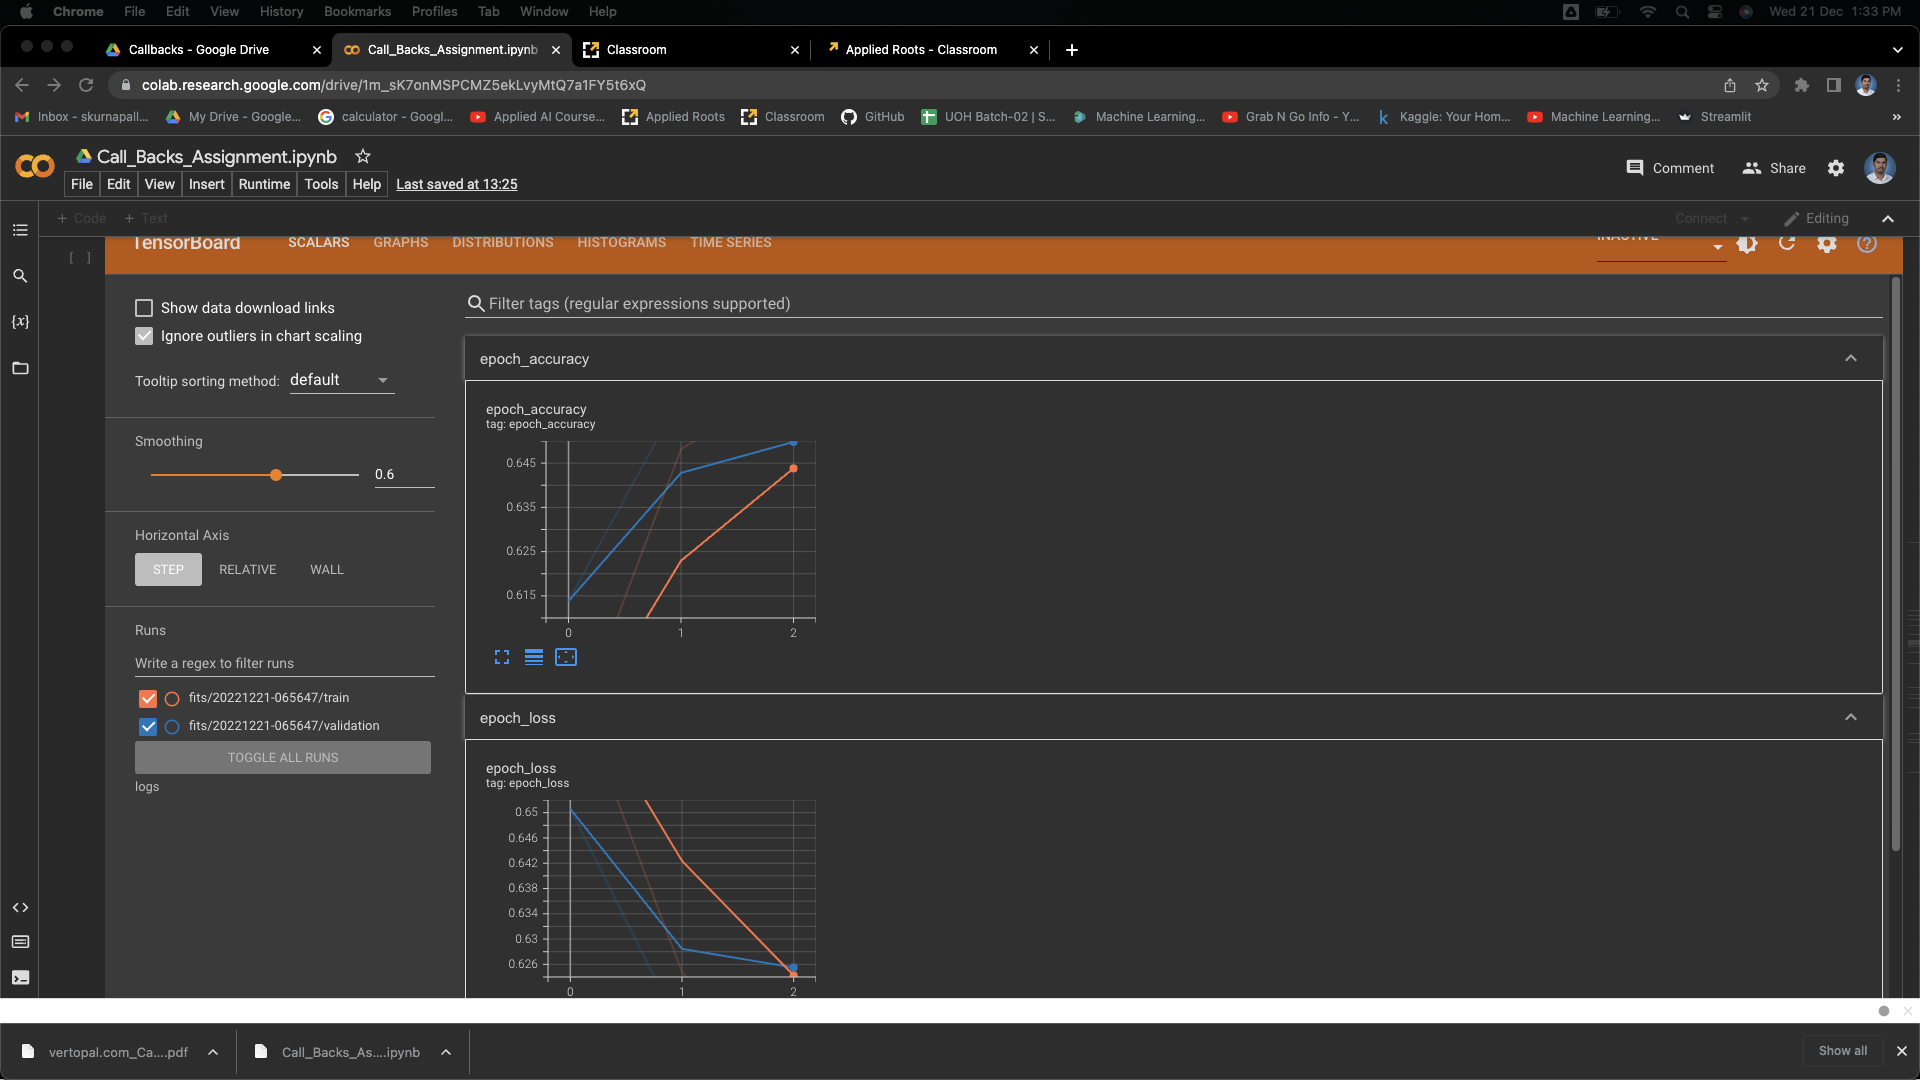 Chrome File Edit View History Bookmarks Profiles Tab Window Help Wed 21 Dec 1:33 PM
Callbacks - Google Drive Call_Backs_Assignment.ipynb Classroom Applied Roots - Classroom
colab.research.google.com/drive/1m_sK7onMSPCMZ5ekLvyMtQ7a1FY5t6xQ
Inbox - skurnapall... My Drive - Google... calculator - Googl... Applied AI Course... Applied Roots Classroom GitHub UOH Batch-02 | S... Machine Learning... Grab N Go Info - Y... Kaggle: Your Hom... Machine Learning... Streamlit »
Call_Backs_Assignment.ipynb
File Edit View Insert Runtime Tools Help Last saved at 13:25
Comment Share
+ Code + Text Connect Editing
[ ] TensorBoard SCALARS GRAPHS DISTRIBUTIONS HISTOGRAMS TIME SERIES INACTIVE
{x}
Show data download links
Ignore outliers in chart scaling
Tooltip sorting method: default
Smoothing
0.6
Horizontal Axis
STEP RELATIVE WALL
Runs
Write a regex to filter runs
fits/20221221-065647/train
fits/20221221-065647/validation
TOGGLE ALL RUNS
logs
Filter tags (regular expressions supported)
epoch_accuracy
epoch_accuracy
tag: epoch_accuracy
0.645
0.635
0.625
0.615
0 1 2
epoch_loss
epoch_loss
tag: epoch_loss
0.65
0.646
0.642
0.638
0.634
0.63
0.626
0 1 2
vertopal.com_Ca....pdf Call_Backs_As....ipynb Show all